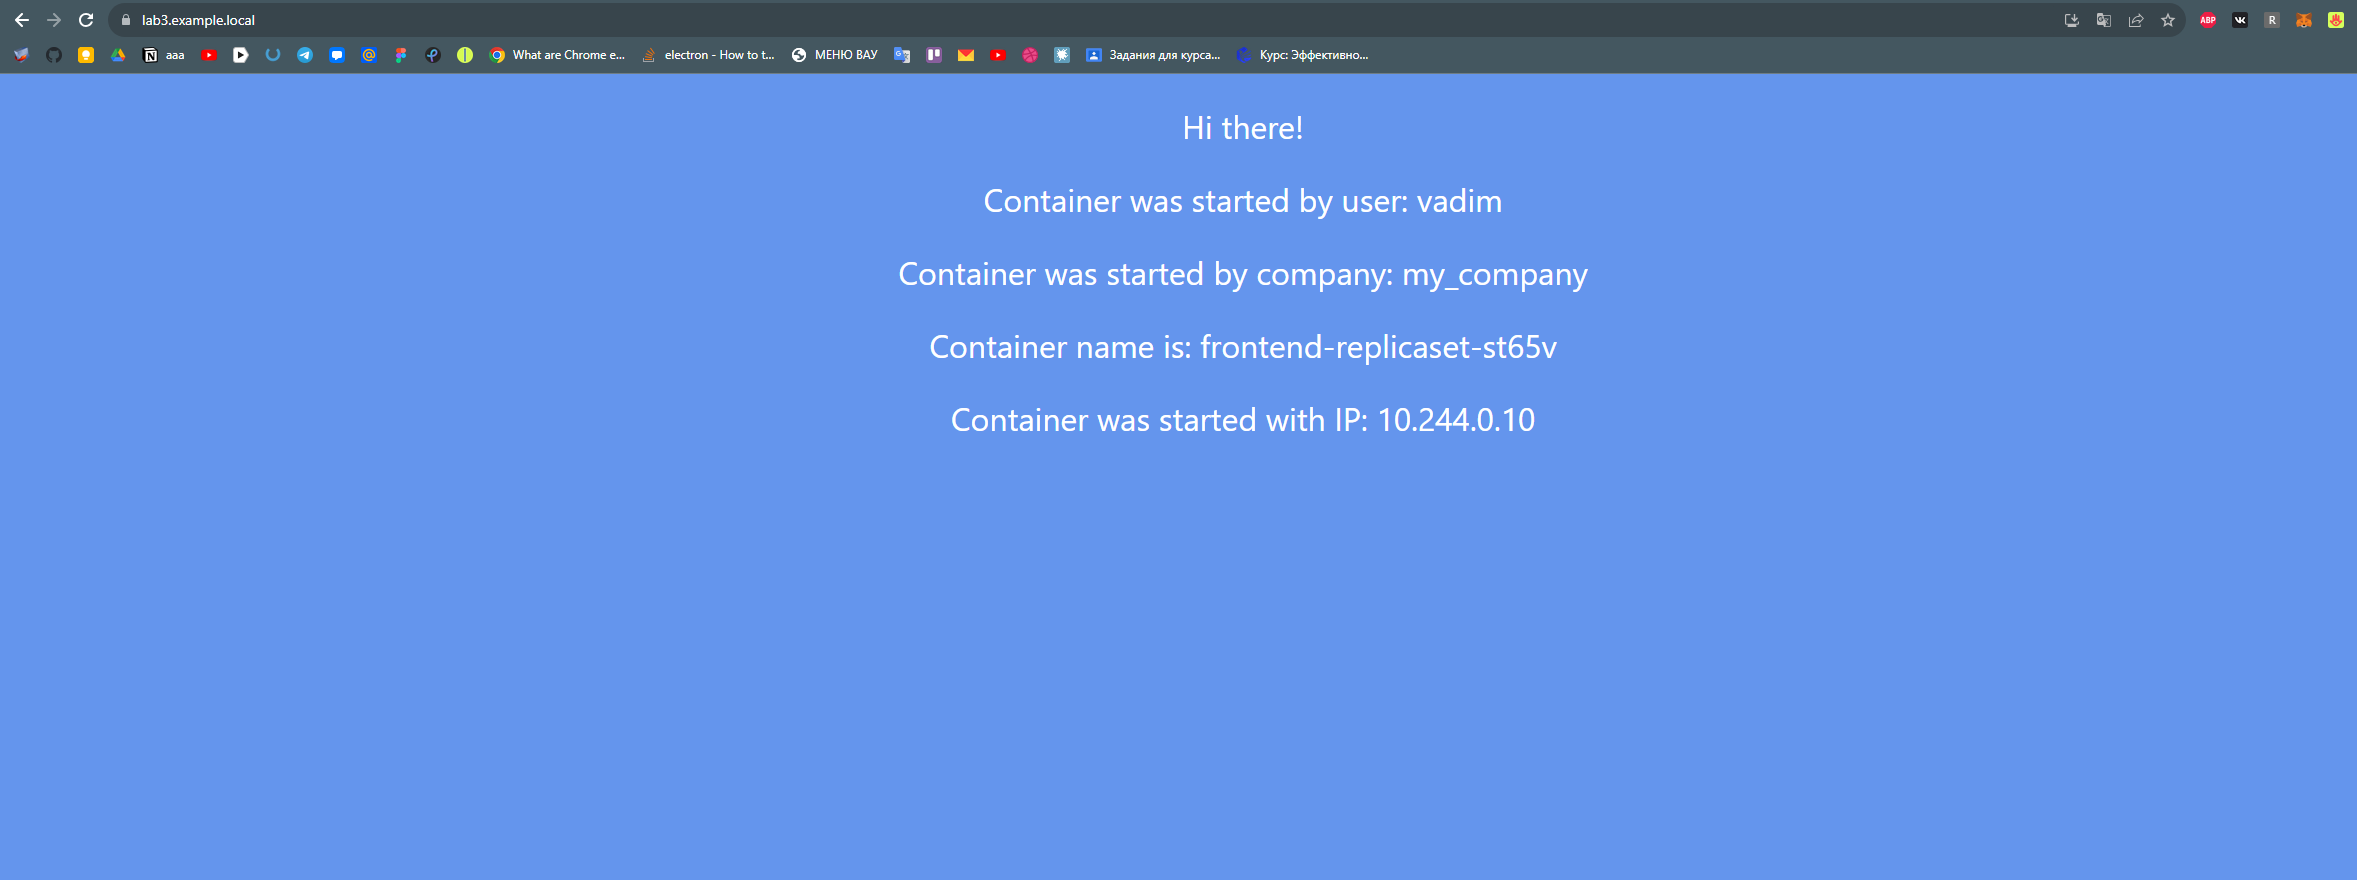 lab3.example.local
ABP
R
aaa
What are Chrome e...
electron - How to t...
МЕНЮ ВАУ
Задания для курса...
Курс: Эффективно...
Hi there!
Container was started by user: vadim
Container was started by company: my_company
Container name is: frontend-replicaset-st65v
Container was started with IP: 10.244.0.10